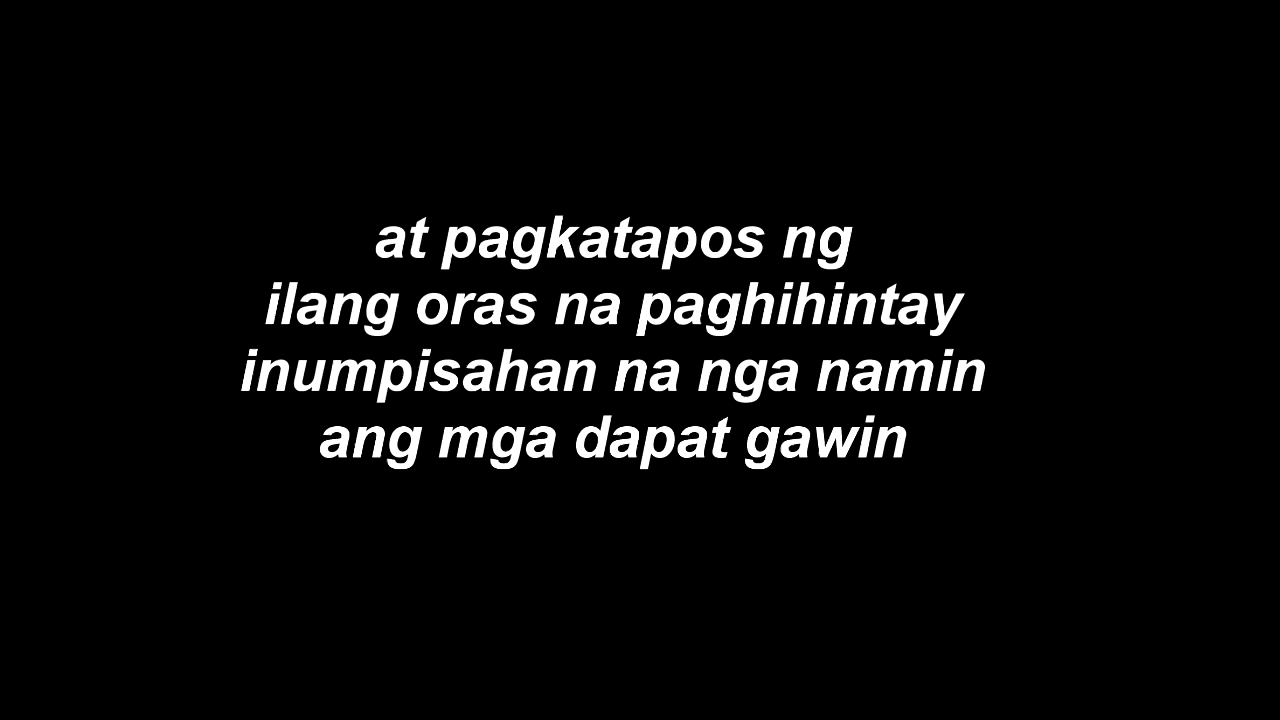 at pagkatapos ng
ilang oras na paghihintay
inumpisahan na nga namin
ang mga dapat gawin